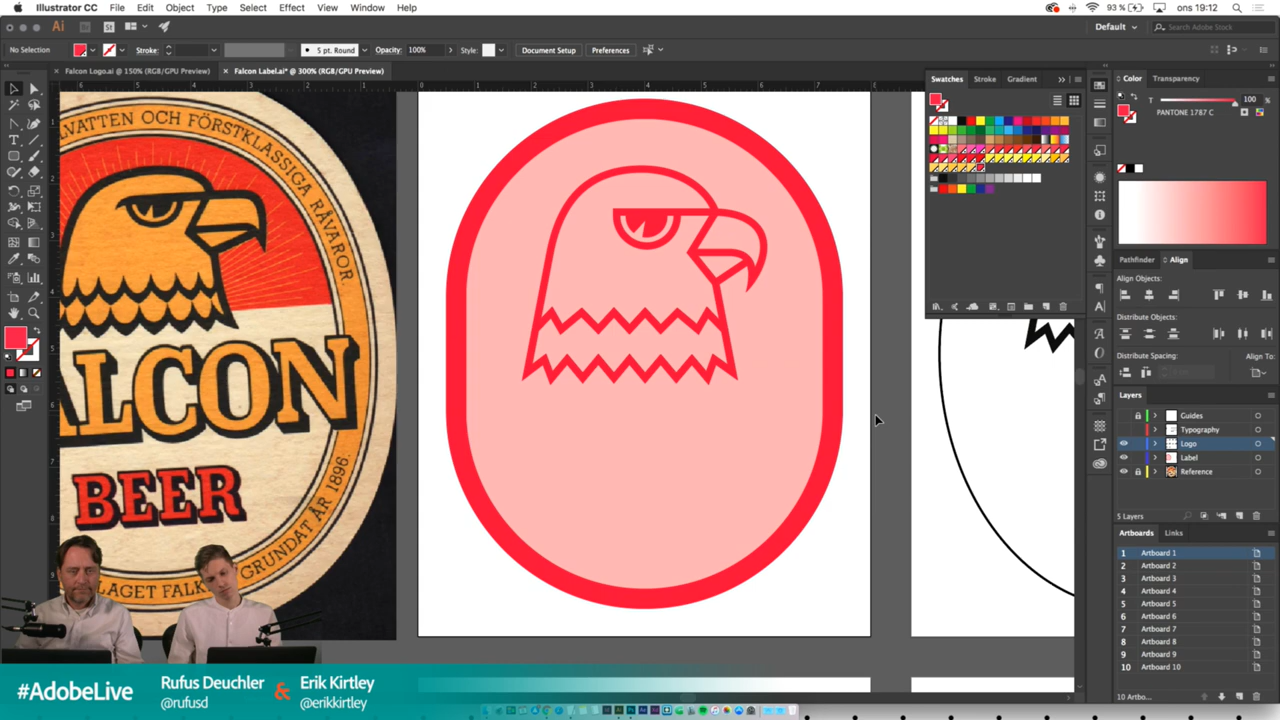 Illustrator CC File Edit Object Type Select Effect View Window Help
93 % ons 19:12
Ai Br St
Default
Search Adobe Stock
No Selection Stroke: 5 pt. Round Opacity: 100% Style: Document Setup Preferences
Falcon Logo.ai @ 150% (RGB/GPU Preview)
Falcon Label.ai* @ 300% (RGB/GPU Preview)
Swatches Stroke Gradient
Color Transparency
T 100 %
PANTONE 1787 C
VATTEN OCH FÖRSTKLASSIGA RÅVAROR.
ALCON
BEER
LAGET FALK
GRUNDAT ÅR 1896.
Pathfinder Align
Align Objects:
Distribute Objects:
Distribute Spacing: Align To:
Layers
Guides
Typography
Logo
Label
Reference
5 Layers
Artboards Links
1 Artboard 1
2 Artboard 2
3 Artboard 3
4 Artboard 4
5 Artboard 5
6 Artboard 6
7 Artboard 7
8 Artboard 8
9 Artboard 9
10 Artboard 10
10 Artbo...
#AdobeLive
Rufus Deuchler
@rufusd
&
Erik Kirtley
@erikkirtley